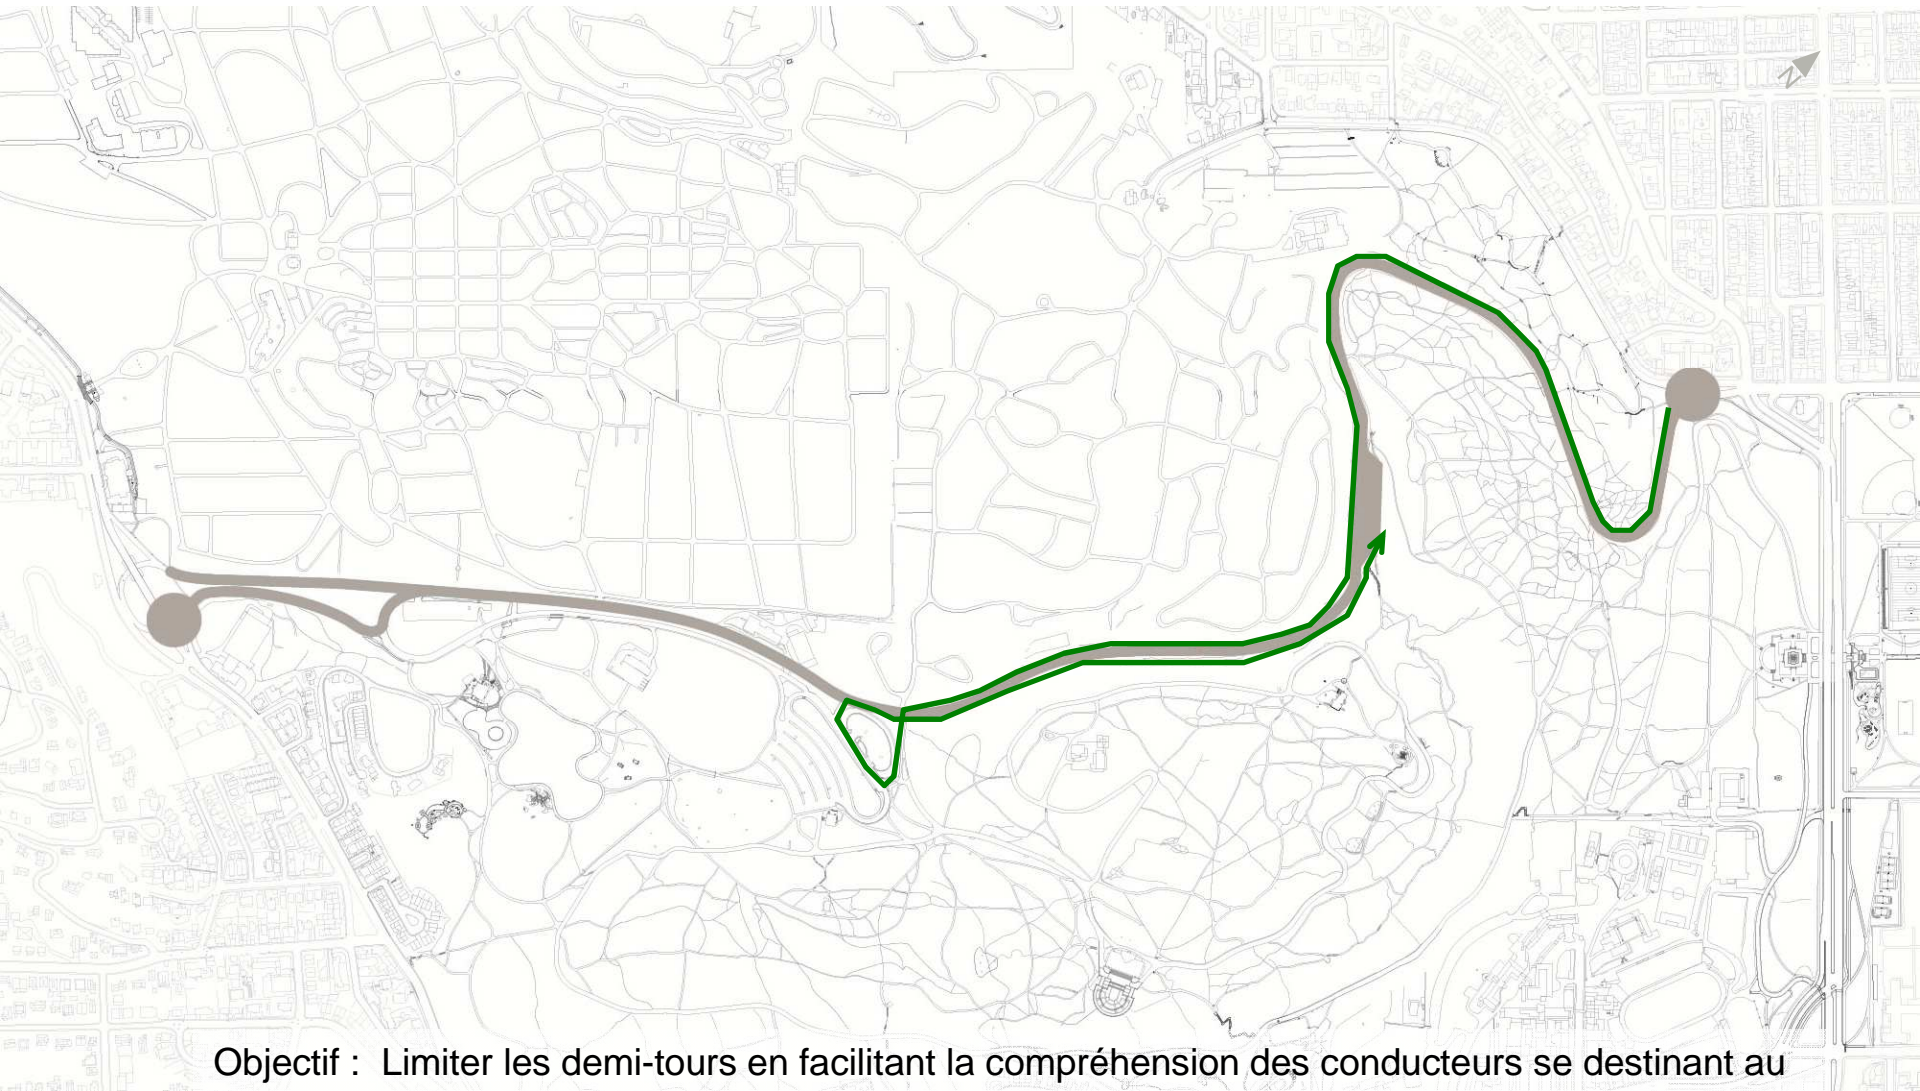 N
Objectif : Limiter les demi-tours en facilitant la compréhension des conducteurs se destinant au